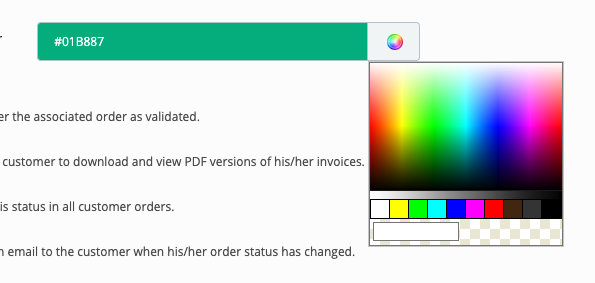 #01B887
er the associated order as validated.
customer to download and view PDF versions of his/her invoices.
is status in all customer orders.
n email to the customer when his/her order status has changed.